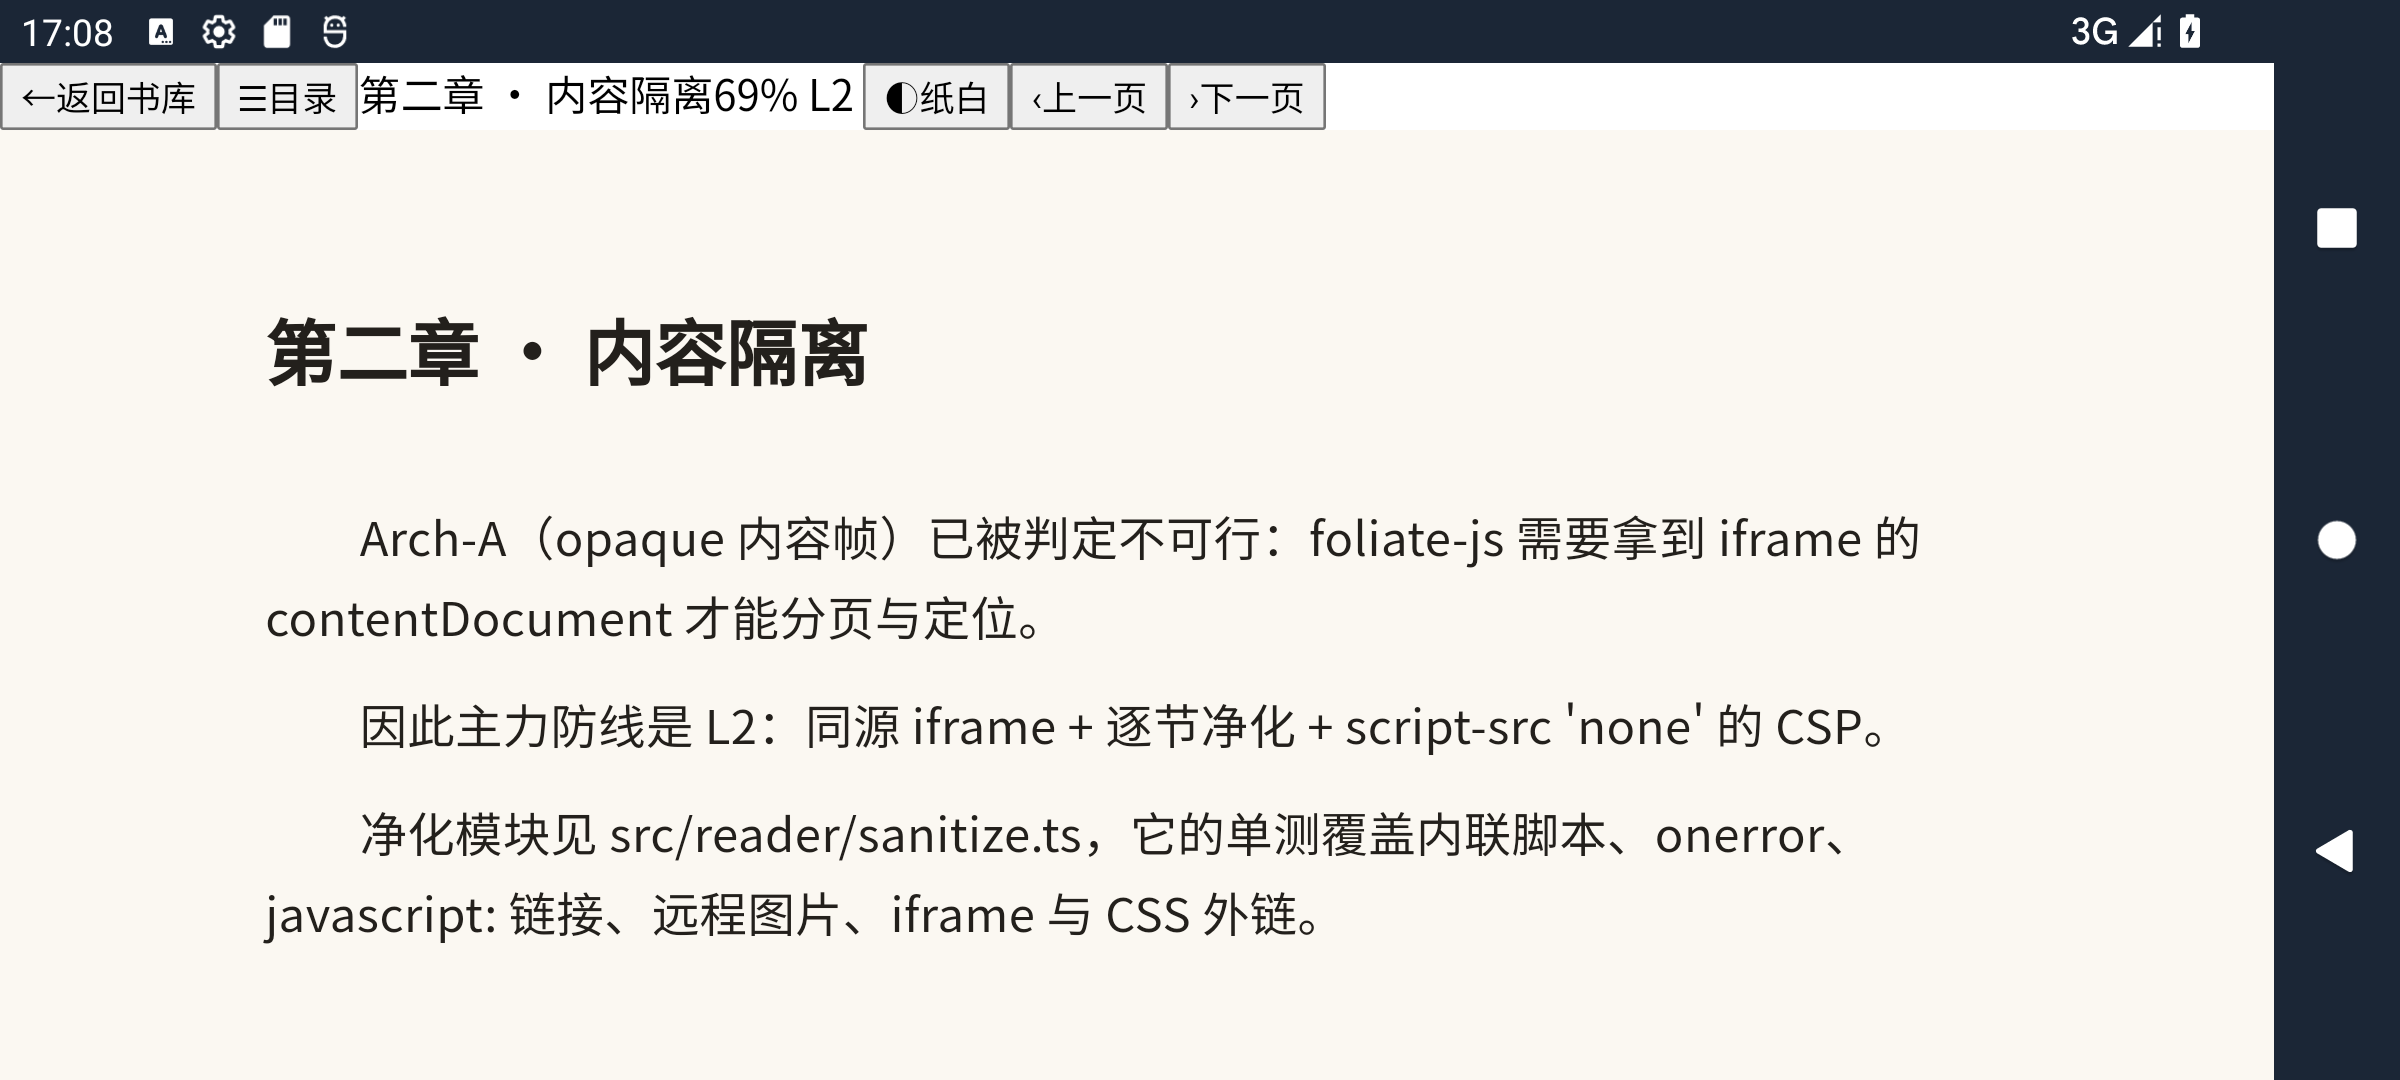 17:08 3G
←返回书库 ☰目录 第二章 · 内容隔离69% L2 ◐纸白 ‹上一页 ›下一页
第二章 · 内容隔离
Arch-A（opaque 内容帧）已被判定不可行：foliate-js 需要拿到 iframe 的
contentDocument 才能分页与定位。
因此主力防线是 L2：同源 iframe + 逐节净化 + script-src 'none' 的 CSP。
净化模块见 src/reader/sanitize.ts，它的单测覆盖内联脚本、onerror、
javascript: 链接、远程图片、iframe 与 CSS 外链。